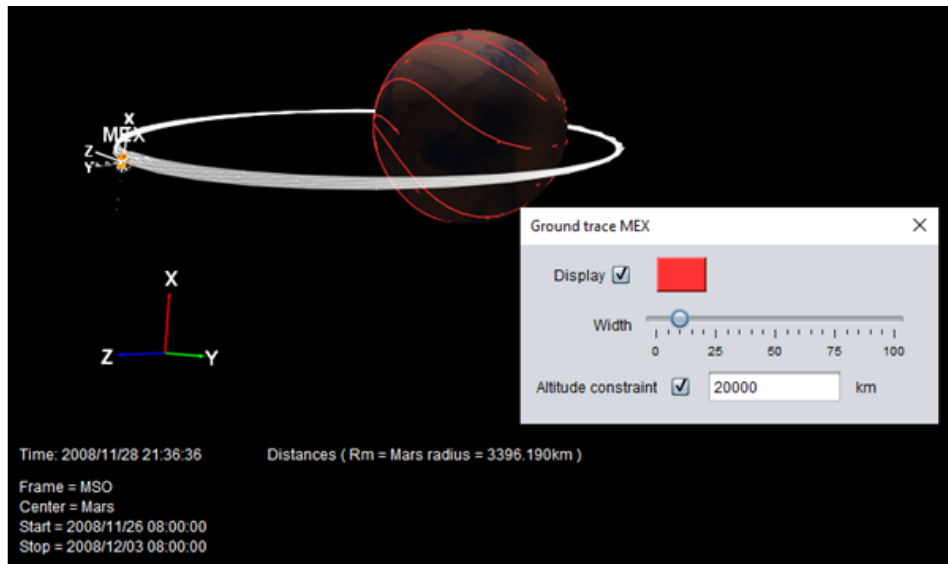 X
MEX
Z
Y
X
Z
Y
Ground trace MEX
Display
Width
0 25 50 75 100
Altitude constraint 20000 km
Time: 2008/11/28 21:36:36 Distances ( Rm = Mars radius = 3396.190km )
Frame = MSO
Center = Mars
Start = 2008/11/26 08:00:00
Stop = 2008/12/03 08:00:00